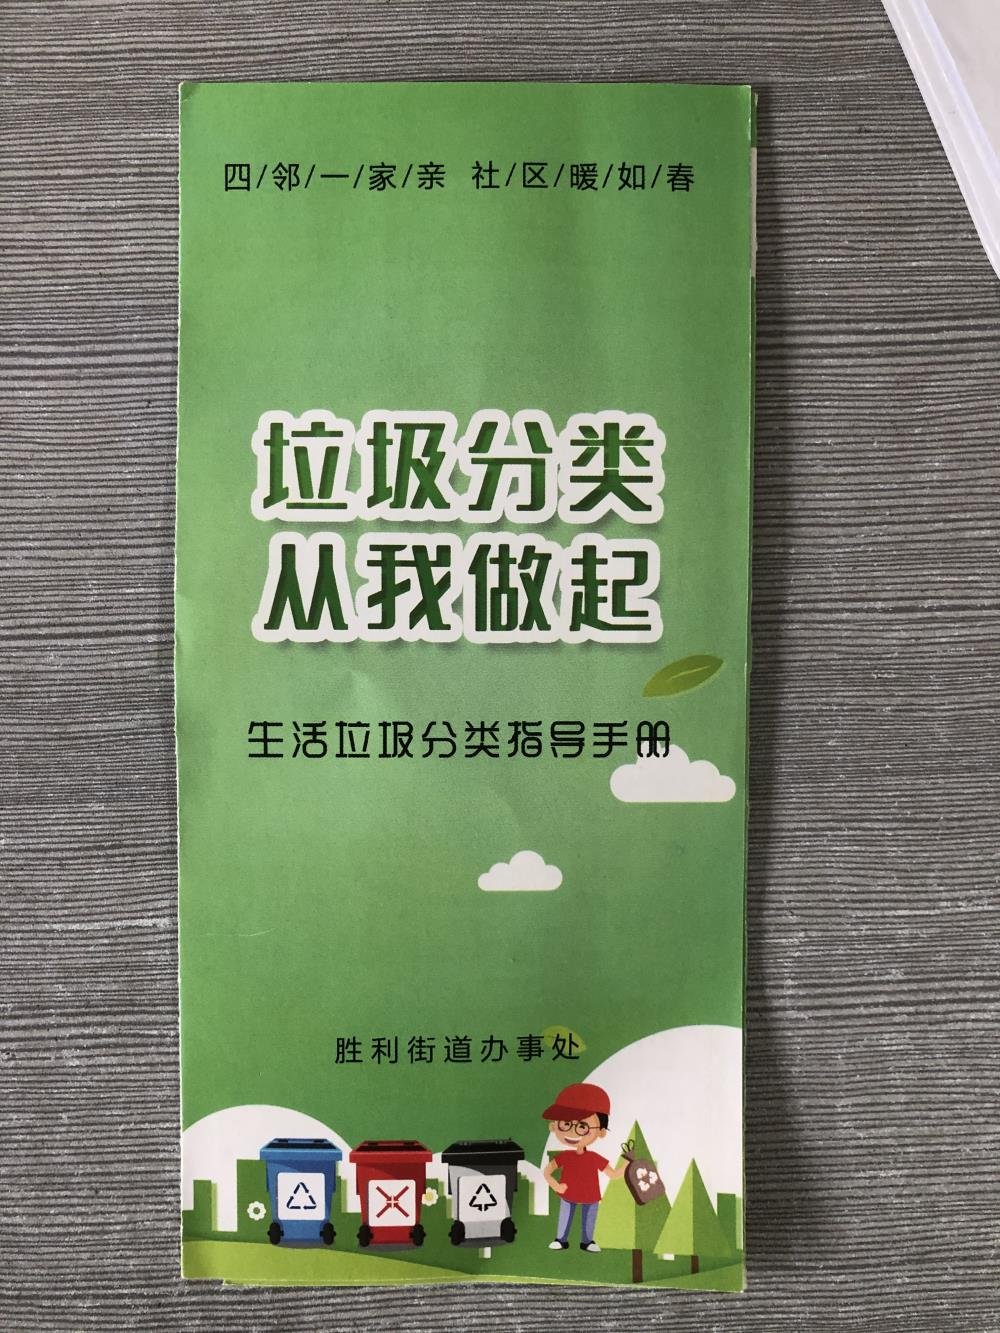 四/邻/一/家/亲 社/区/暖/如/春
垃圾分类
从我做起
生活垃圾分类指导手册
胜利街道办事处